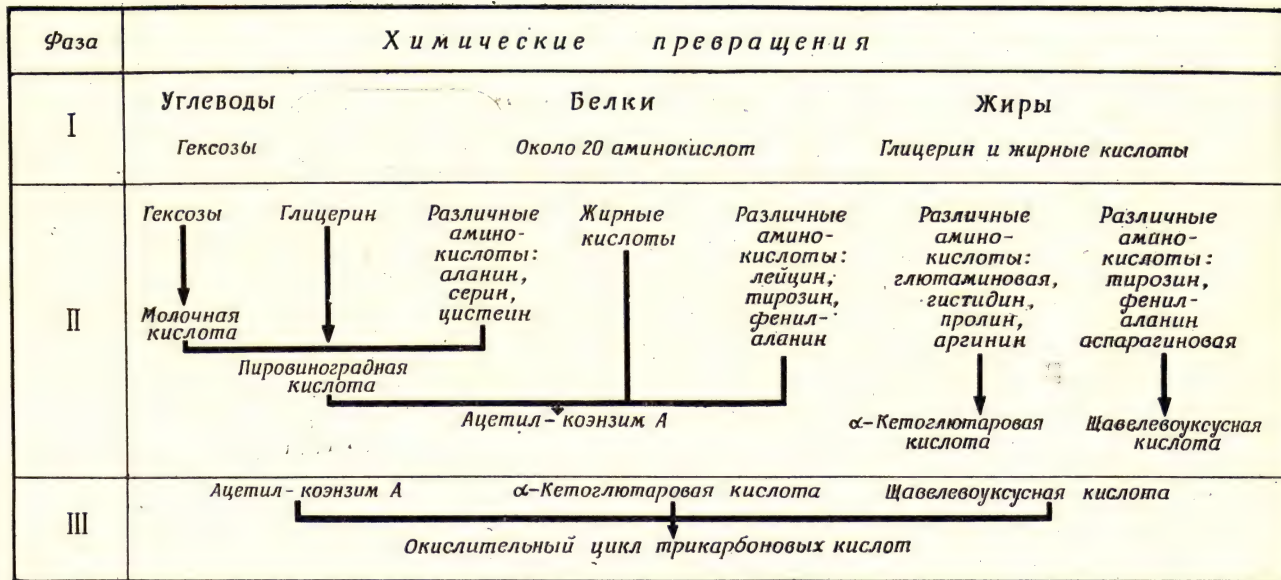 Фаза
Химические превращения
I
Углеводы Белки Жиры
Гексозы Около 20 аминокислот Глицерин и жирные кислоты
II
Гексозы
Глицерин
Различные
амино-
кислоты:
аланин,
серин,
цистеин
Жирные
кислоты
Различные
амино-
кислоты:
лейцин,
тирозин,
фенил-
аланин
Различные
амино-
кислоты:
глютаминовая,
гистидин,
пролин,
аргинин
Различные
амино-
кислоты:
тирозин,
фенил-
аланин
аспарагиновая
Молочная
кислота
Пировиноградная
кислота
Ацетил-коэнзим А
α-Кетоглютаровая
кислота
Щавелевоуксусная
кислота
III
Ацетил-коэнзим А α-Кетоглютаровая кислота Щавелевоуксусная кислота
Окислительный цикл трикарбоновых кислот